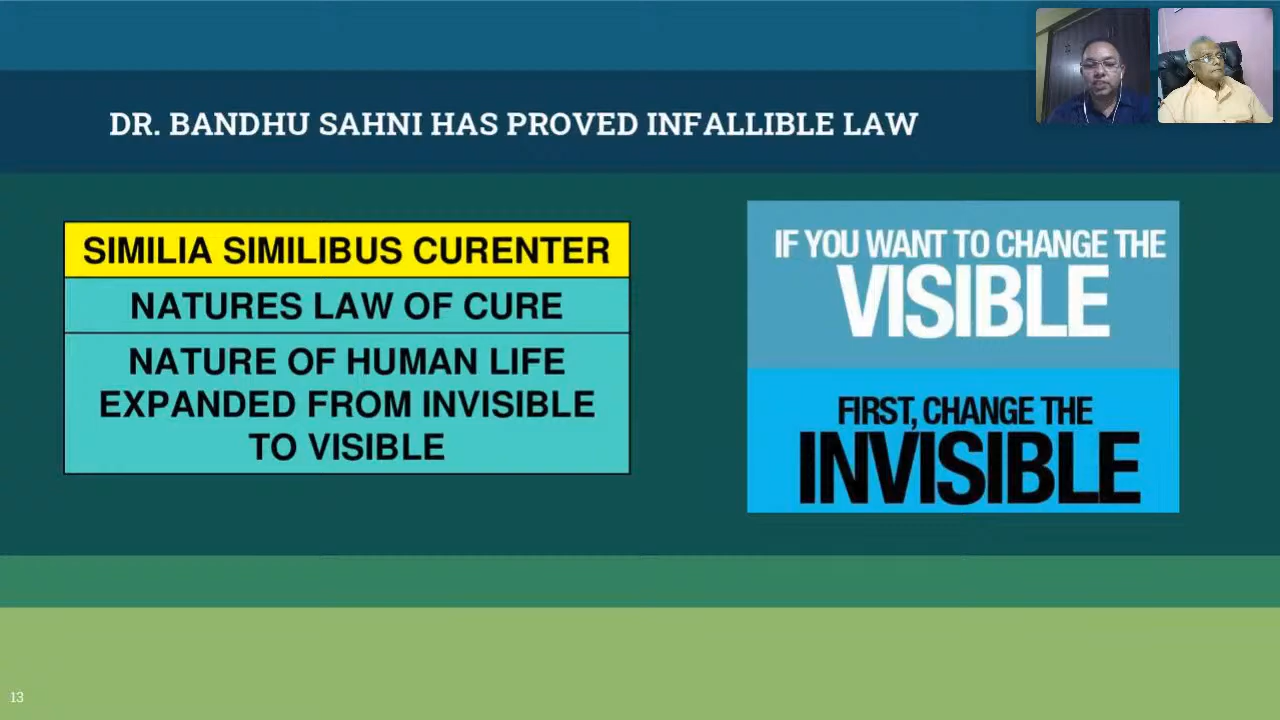 DR. BANDHU SAHNI HAS PROVED INFALLIBLE LAW
SIMILIA SIMILIBUS CURENTER
NATURES LAW OF CURE
NATURE OF HUMAN LIFE
EXPANDED FROM INVISIBLE
TO VISIBLE
IF YOU WANT TO CHANGE THE
VISIBLE
FIRST, CHANGE THE
INVISIBLE
13